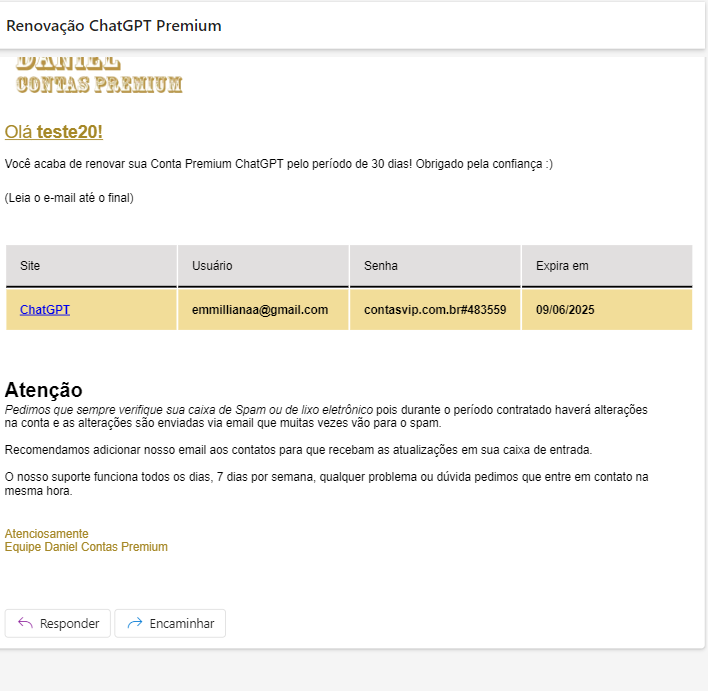 Renovação ChatGPT Premium
DANIEL
CONTAS PREMIUM
Olá teste20!
Você acaba de renovar sua Conta Premium ChatGPT pelo período de 30 dias! Obrigado pela confiança :)
(Leia o e-mail até o final)
Site Usuário Senha Expira em
ChatGPT emmillianaa@gmail.com contasvip.com.br#483559 09/06/2025
Atenção
Pedimos que sempre verifique sua caixa de Spam ou de lixo eletrônico pois durante o período contratado haverá alterações
na conta e as alterações são enviadas via email que muitas vezes vão para o spam.
Recomendamos adicionar nosso email aos contatos para que recebam as atualizações em sua caixa de entrada.
O nosso suporte funciona todos os dias, 7 dias por semana, qualquer problema ou dúvida pedimos que entre em contato na
mesma hora.
Atenciosamente
Equipe Daniel Contas Premium
Responder Encaminhar